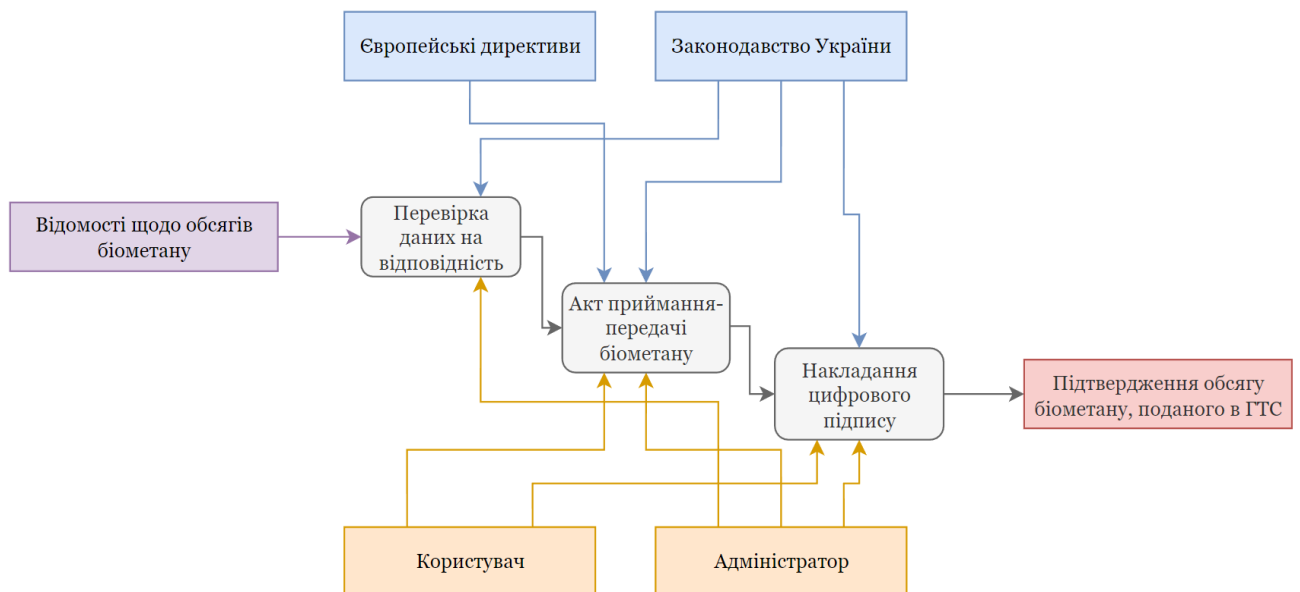 Європейські директиви
Законодавство України
Відомості щодо обсягів
біометану
Перевірка
даних на
відповідність
Акт приймання-
передачі
біометану
Накладання
цифрового
підпису
Підтвердження обсягу
біометану, поданого в ГТС
Користувач
Адміністратор